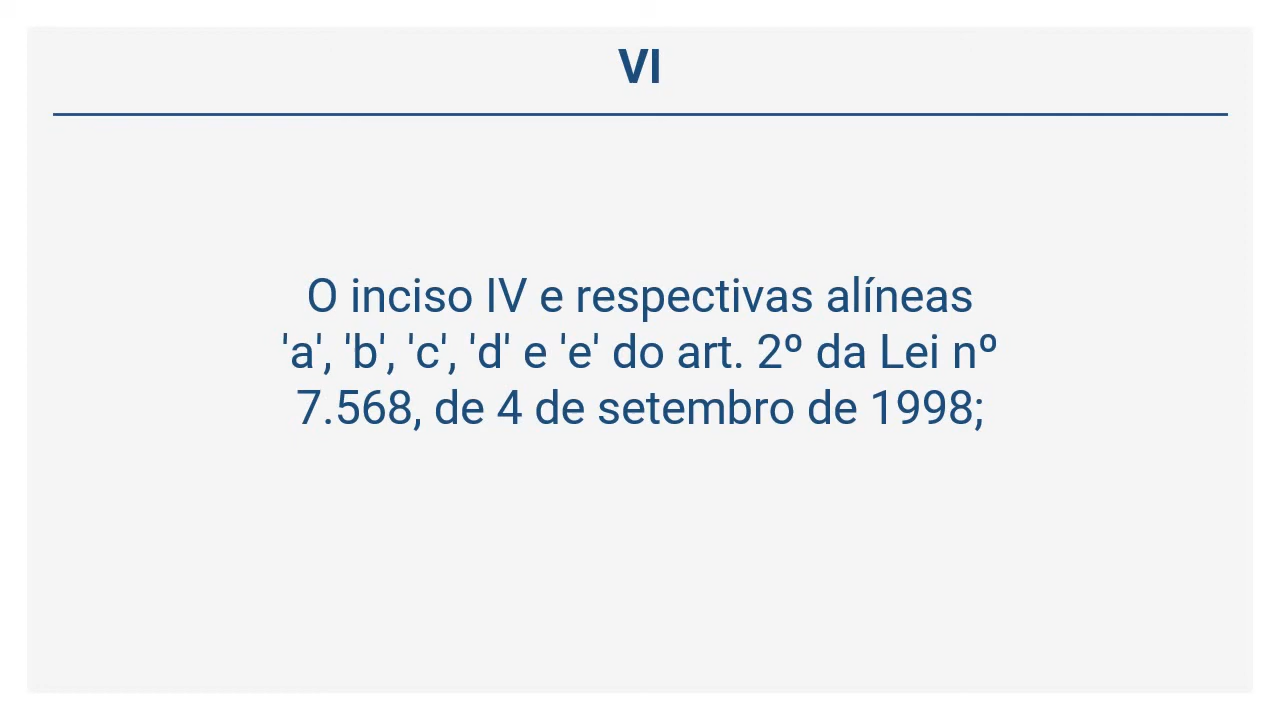 VI
O inciso IV e respectivas alíneas
'a', 'b', 'c', 'd' e 'e' do art. 2º da Lei nº
7.568, de 4 de setembro de 1998;